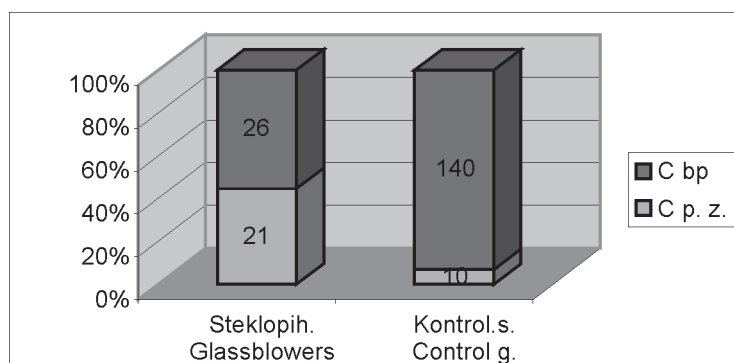 100%
80%
60%
40%
20%
0%
26
21
140
10
Steklopih.
Glassblowers
Kontrol.s.
Control g.
C bp
C p. z.